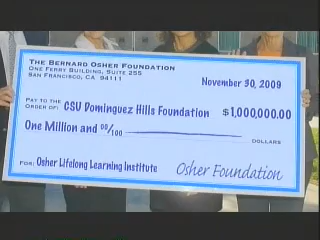 THE BERNARD OSHER FOUNDATION
ONE FERRY BUILDING, SUITE 255
SAN FRANCISCO, CA 94111
November 30, 2009
PAY TO THE
ORDER OF: CSU Dominguez Hills Foundation $1,000,000.00
One Million and 00/100 DOLLARS
FOR: Osher Lifelong Learning Institute Osher Foundation